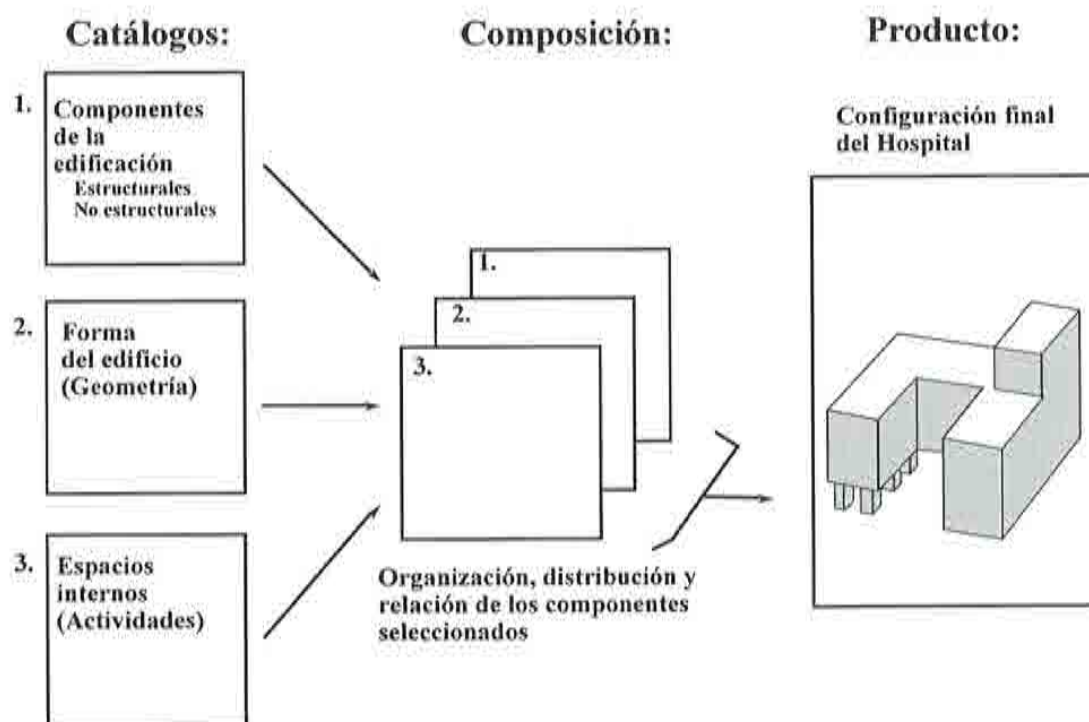 Catálogos:
1. Componentes
de la
edificación
Estructurales
No estructurales
2. Forma
del edificio
(Geometría)
3. Espacios
internos
(Actividades)
Composición:
1.
2.
3.
Organización, distribución y
relación de los componentes
seleccionados
Producto:
Configuración final
del Hospital